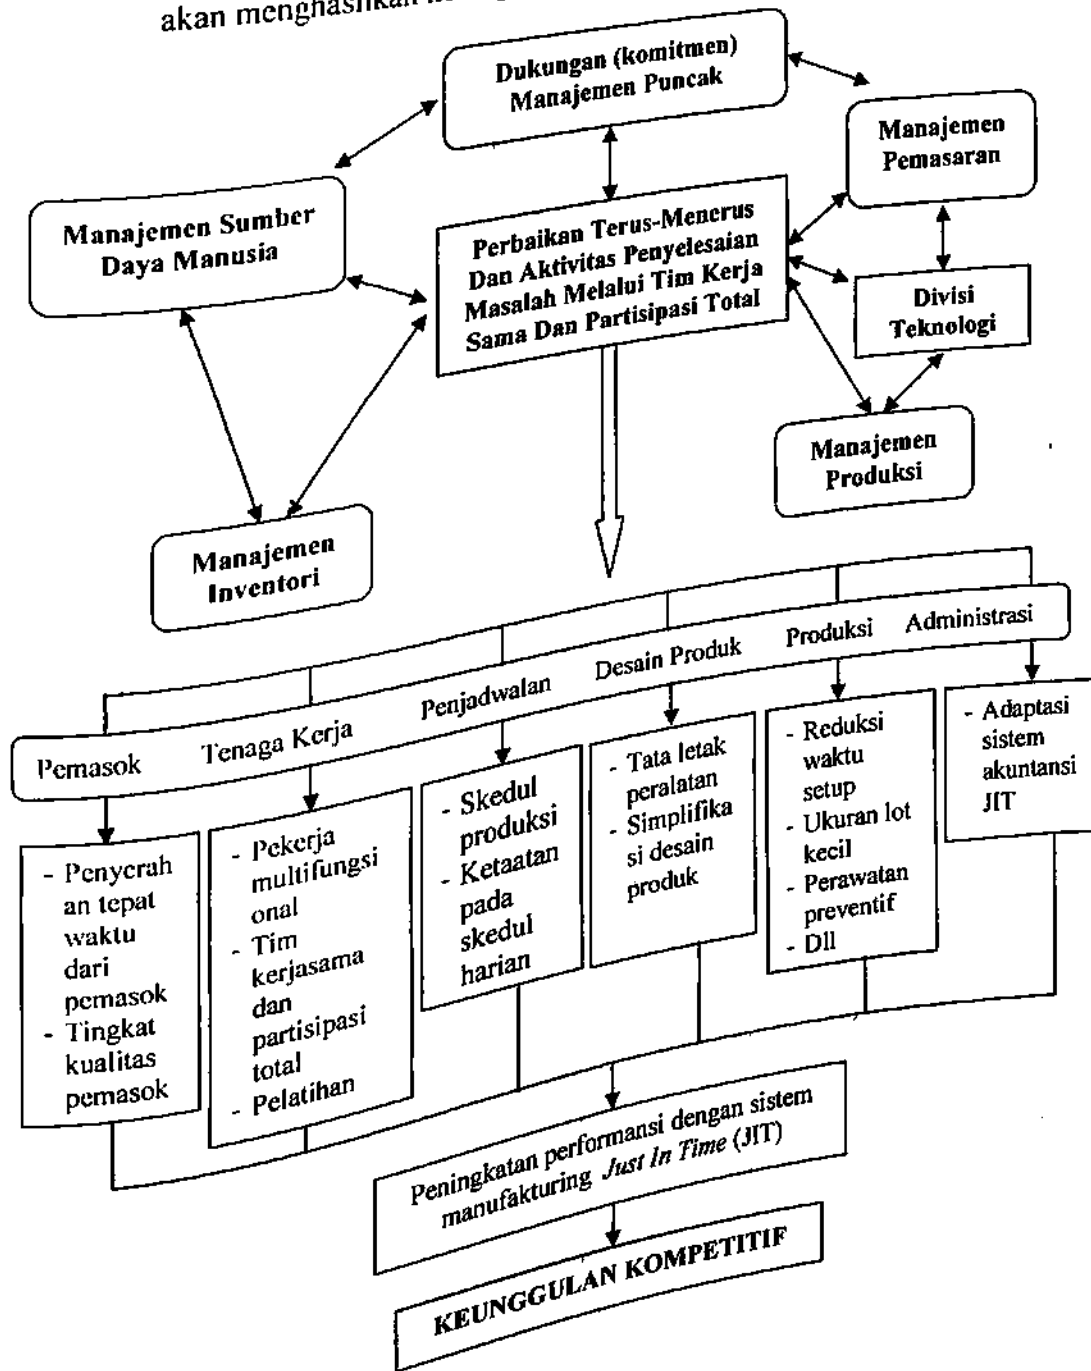 akan menghasilkan
Dukungan (komitmen)
Manajemen Puncak
Manajemen
Pemasaran
Manajemen Sumber
Daya Manusia
Perbaikan Terus-Menerus
Dan Aktivitas Penyelesaian
Masalah Melalui Tim Kerja
Sama Dan Partisipasi Total
Divisi
Teknologi
Manajemen
Produksi
Manajemen
Inventori
Pemasok Tenaga Kerja Penjadwalan Desain Produk Produksi Administrasi
- Penyerah
an tepat
waktu
dari
pemasok
- Tingkat
kualitas
pemasok
- Pekerja
multifungsi
onal
- Tim
kerjasama
dan
partisipasi
total
- Pelatihan
- Skedul
produksi
- Ketaatan
pada
skedul
harian
- Tata letak
peralatan
- Simplifika
si desain
produk
- Reduksi
waktu
setup
- Ukuran lot
kecil
- Perawatan
preventif
- Dll
- Adaptasi
sistem
akuntansi
JIT
Peningkatan performansi dengan sistem
manufakturing Just In Time (JIT)
KEUNGGULAN KOMPETITIF